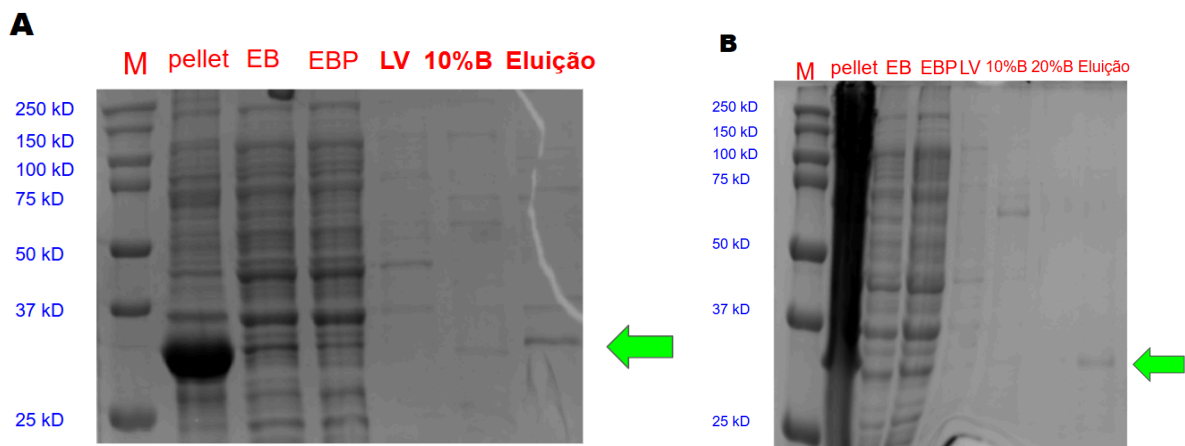 A
M pellet EB EBP LV 10%B Eluição
250 kD
150 kD
100 kD
75 kD
50 kD
37 kD
25 kD
B
M pellet EB EBP LV 10%B 20%B Eluição
250 kD
150 kD
100 kD
75 kD
50 kD
37 kD
25 kD